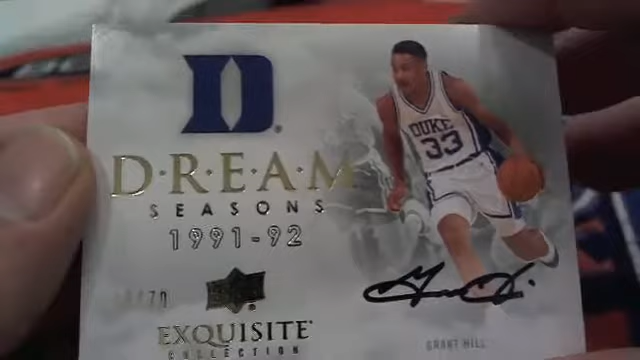 D
D·R·E·A·M
SEASONS
1991-92
DUKE
33
EXQUISITE
COLLECTION
GRANT HILL